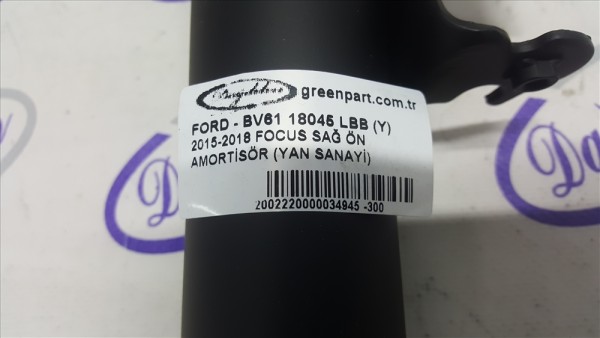 greenpart.com.tr
FORD - BV61 18045 LBB (Y)
2015-2018 FOCUS SAĞ ÖN
AMORTİSÖR (YAN SANAYİ)
2002220000034945 -300